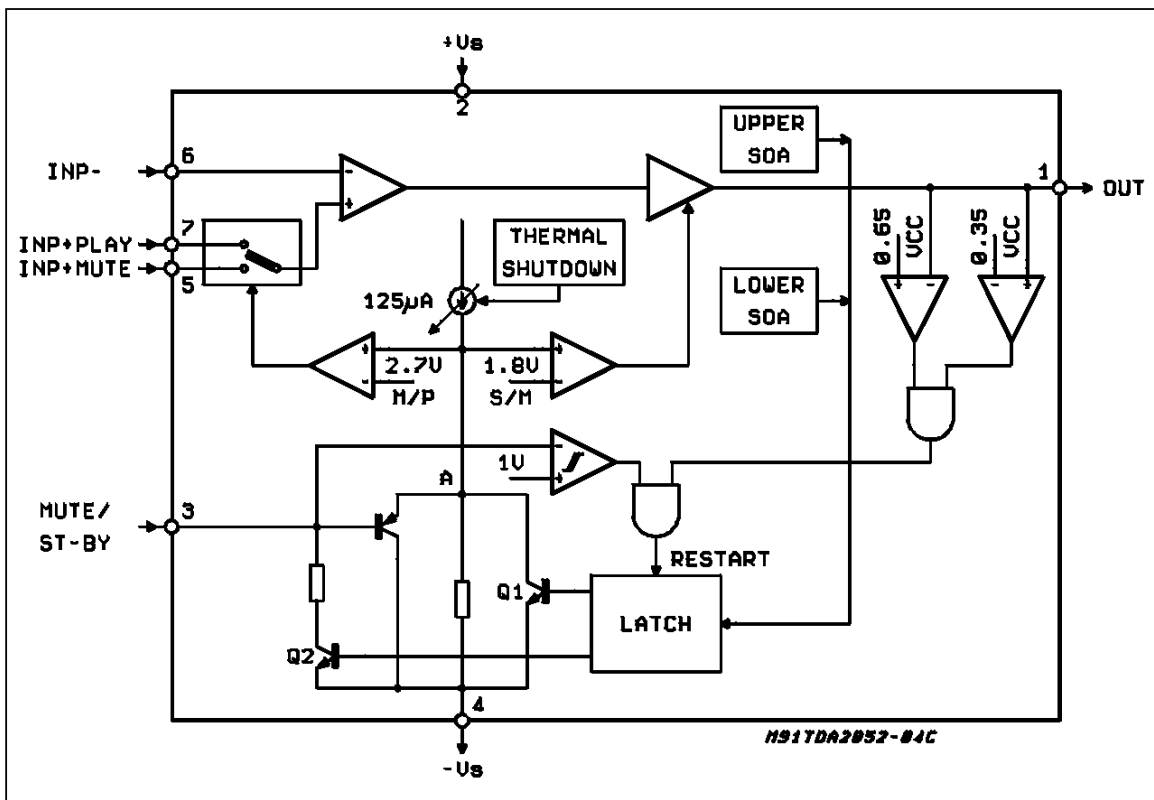 +Vs
2
UPPER
SOA
INP-
6
-
+
1
OUT
7
INP+PLAY
INP+MUTE
5
THERMAL
SHUTDOWN
0.65
VCC
0.35
VCC
+
-
-
+
125µA
LOWER
SOA
+
2.7V
-
M/P
+
1.8V
-
S/M
-
1V
+
A
MUTE/
ST-BY
3
RESTART
Q1
LATCH
Q2
4
-Vs
M91TDA2052-04C